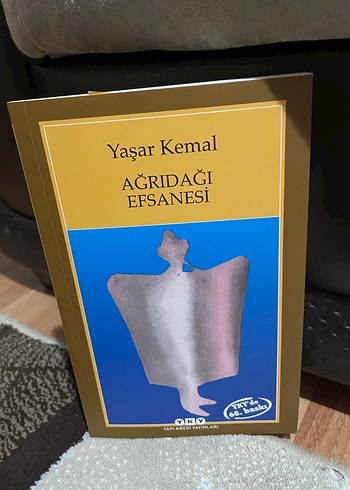 Yaşar Kemal
AĞRIDAĞI
EFSANESİ
YKY'de
68. baskı
YKY
YAPI KREDİ YAYINLARI